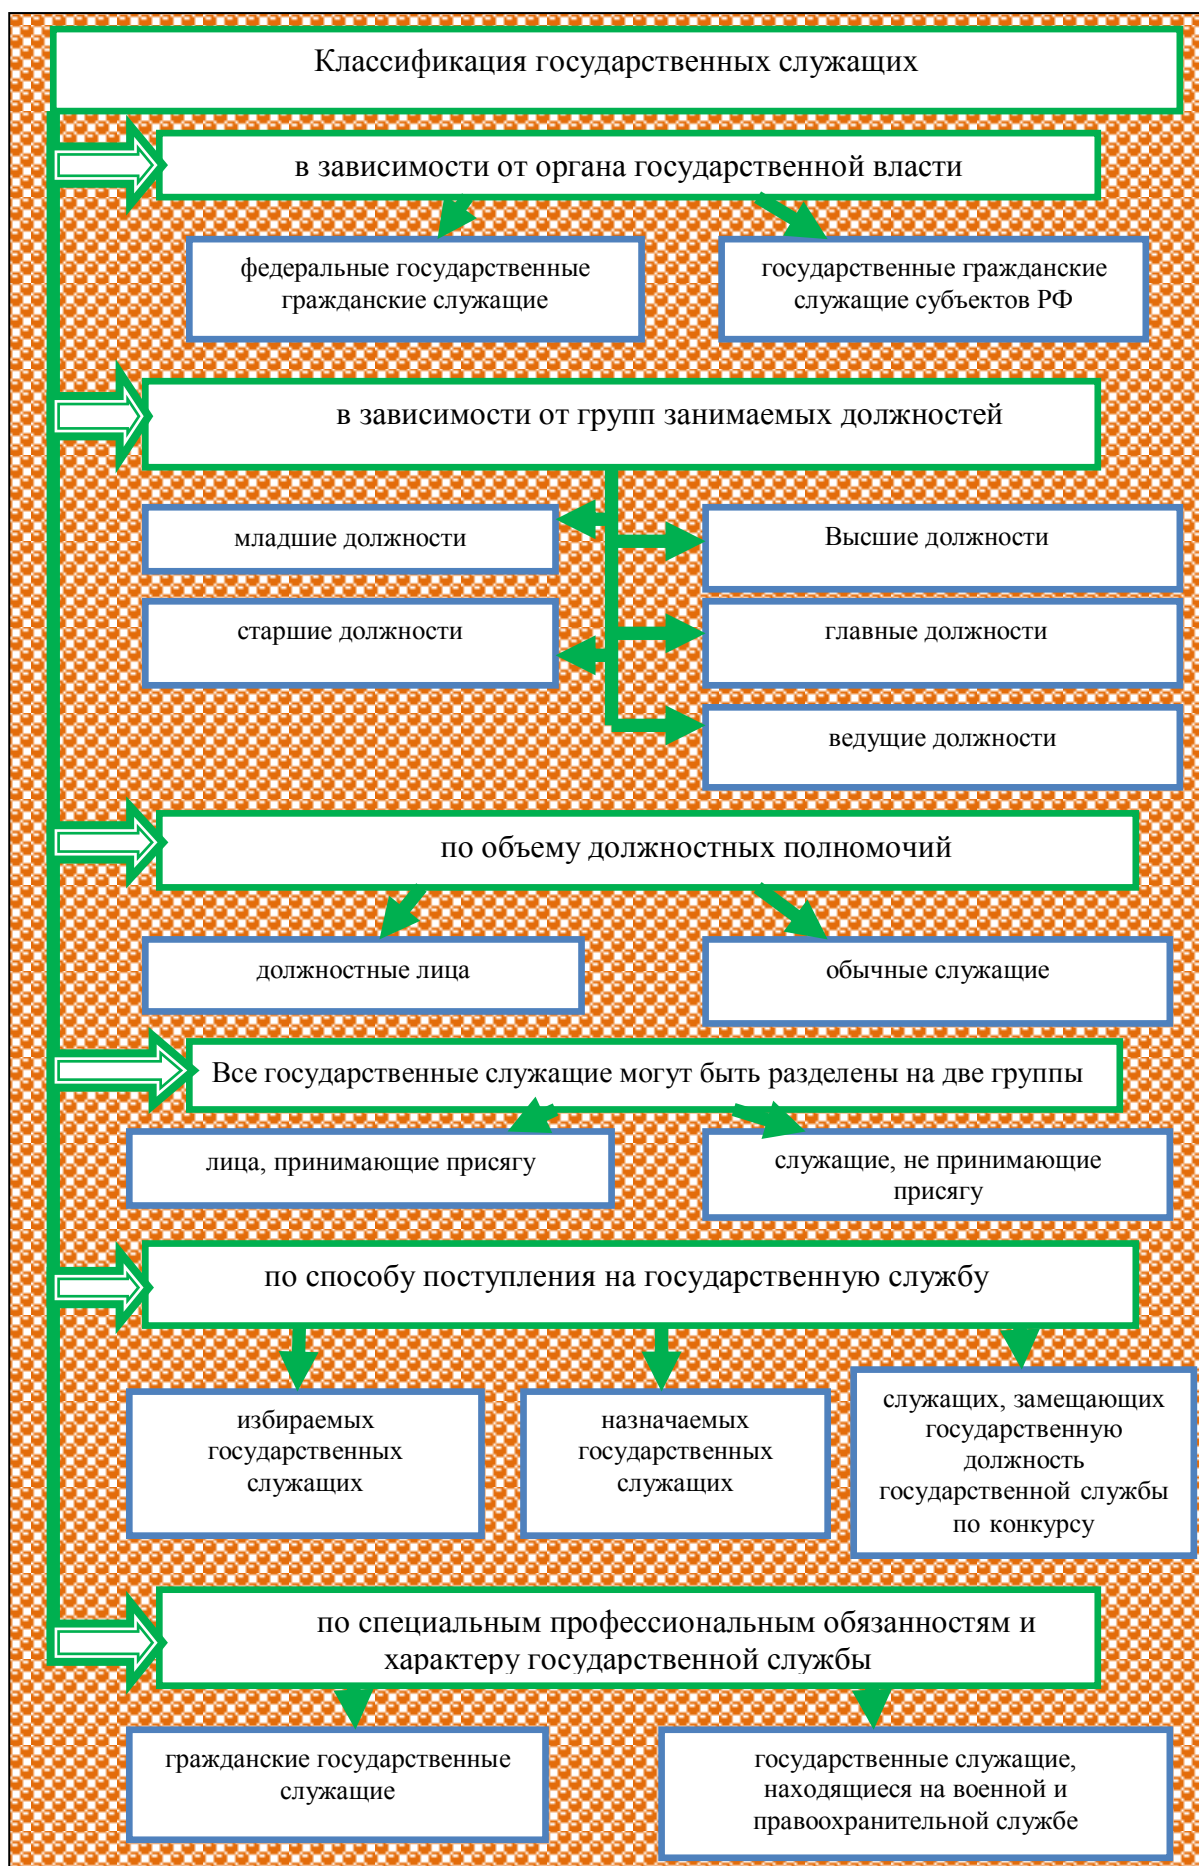 Классификация государственных служащих
в зависимости от органа государственной власти
федеральные государственные
гражданские служащие
государственные гражданские
служащие субъектов РФ
в зависимости от групп занимаемых должностей
младшие должности
Высшие должности
старшие должности
главные должности
ведущие должности
по объему должностных полномочий
должностные лица
обычные служащие
Все государственные служащие могут быть разделены на две группы
лица, принимающие присягу
служащие, не принимающие
присягу
по способу поступления на государственную службу
избираемых
государственных
служащих
назначаемых
государственных
служащих
служащих, замещающих
государственную
должность
государственной службы
по конкурсу
по специальным профессиональным обязанностям и
характеру государственной службы
гражданские государственные
служащие
государственные служащие,
находящиеся на военной и
правоохранительной службе